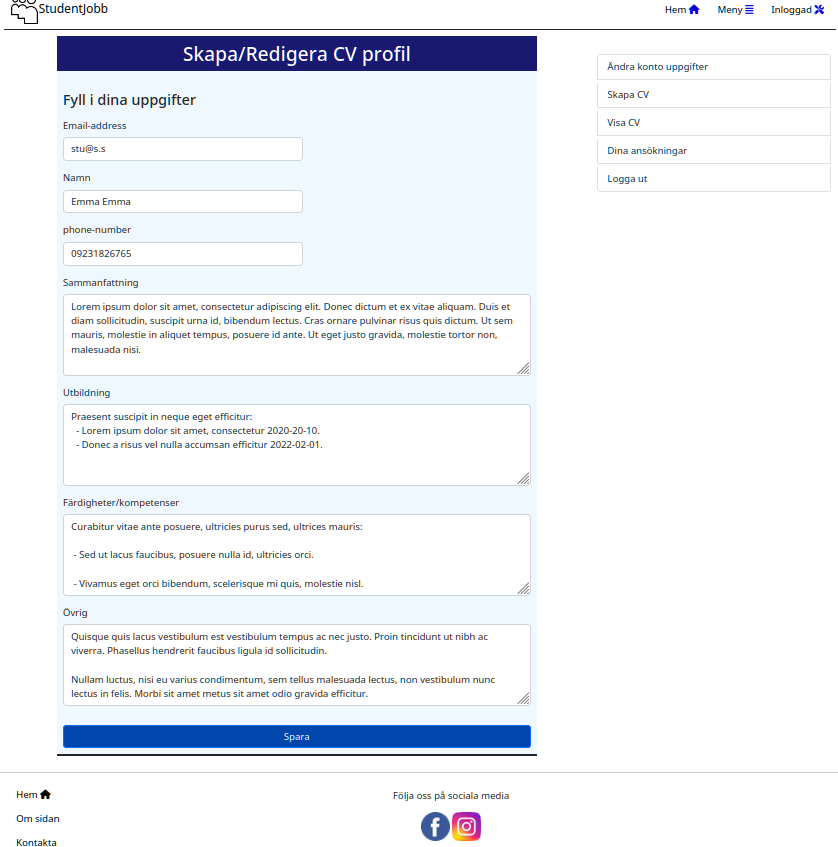 StudentJobb
Hem
Meny
Inloggad
Skapa/Redigera CV profil
Fyll i dina uppgifter
Email-address
stu@s.s
Namn
Emma Emma
phone-number
09231826765
Sammanfattning
Lorem ipsum dolor sit amet, consectetur adipiscing elit. Donec dictum et ex vitae aliquam. Duis et
diam sollicitudin, suscipit urna id, bibendum lectus. Cras ornare pulvinar risus quis dictum. Ut sem
mauris, molestie in aliquet tempus, posuere id ante. Ut eget justo gravida, molestie tortor non,
malesuada nisi.
Utbildning
Praesent suscipit in neque eget efficitur:
- Lorem ipsum dolor sit amet, consectetur 2020-20-10.
- Donec a risus vel nulla accumsan efficitur 2022-02-01.
Färdigheter/kompetenser
Curabitur vitae ante posuere, ultricies purus sed, ultrices mauris:
- Sed ut lacus faucibus, posuere nulla id, ultricies orci.
- Vivamus eget orci bibendum, scelerisque mi quis, molestie nisl.
Övrig
Quisque quis lacus vestibulum est vestibulum tempus ac nec justo. Proin tincidunt ut nibh ac
viverra. Phasellus hendrerit faucibus ligula id sollicitudin.
Nullam luctus, nisi eu varius condimentum, sem tellus malesuada lectus, non vestibulum nunc
lectus in felis. Morbi sit amet metus sit amet odio gravida efficitur.
Spara
Ändra konto uppgifter
Skapa CV
Visa CV
Dina ansökningar
Logga ut
Hem
Om sidan
Kontakta
Följa oss på sociala media